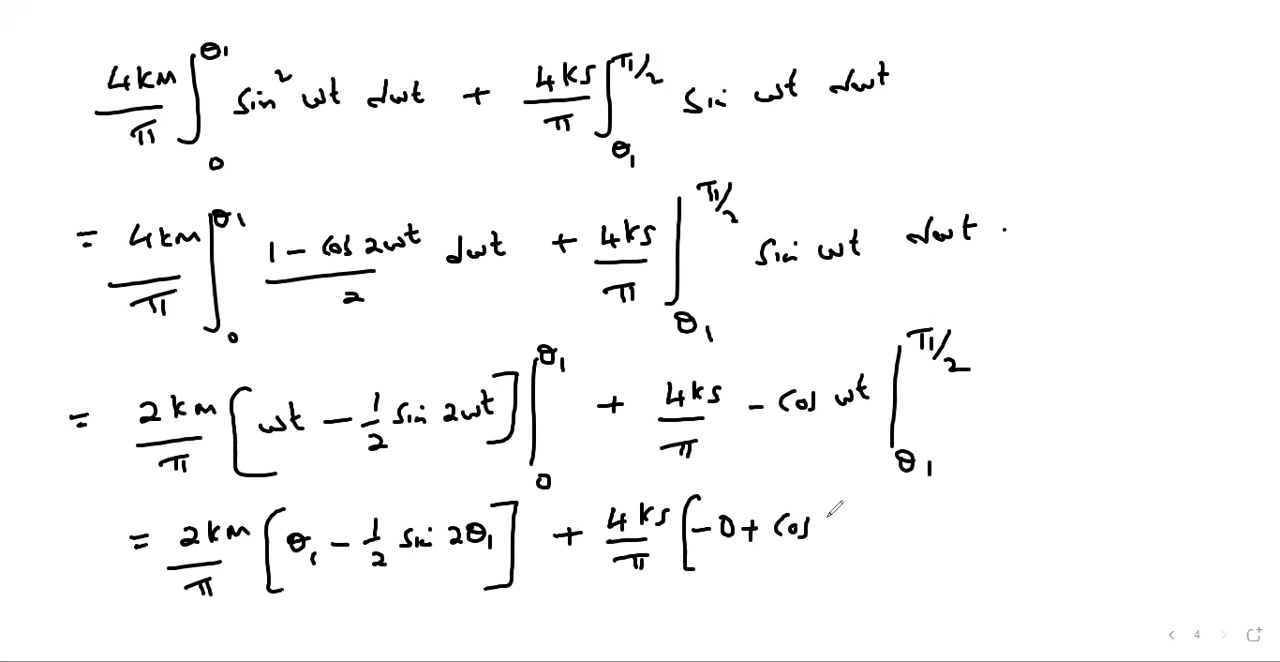 4KM/π ∫₀^θ₁ sin² ωt dωt + 4KS/π ∫_θ₁^π/2 sin ωt dωt
= 4KM/π ∫₀^θ₁ (1 - cos 2ωt)/2 dωt + 4KS/π ∫_θ₁^π/2 sin ωt dωt .
= 2KM/π [ωt - 1/2 sin 2ωt] |₀^θ₁ + 4KS/π - cos ωt |_θ₁^π/2
= 2KM/π [θ₁ - 1/2 sin 2θ₁] + 4KS/π [-0 + cos
4